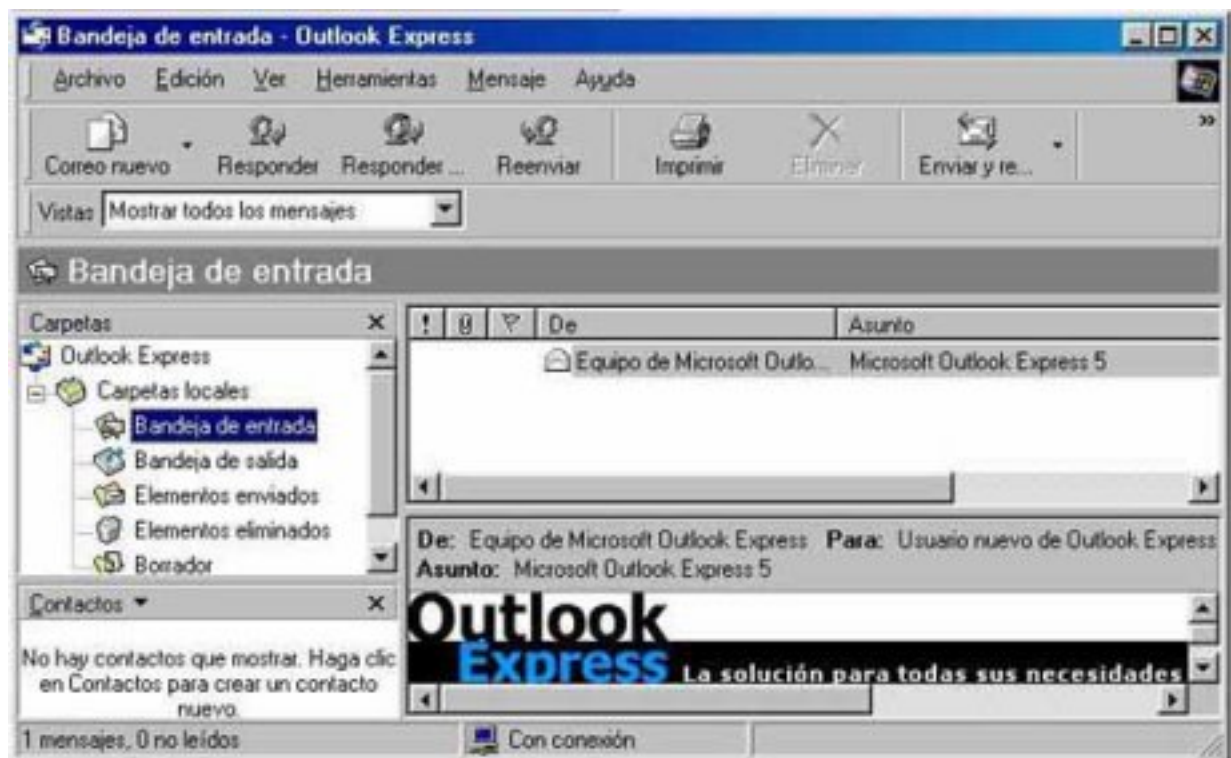 Bandeja de entrada - Outlook Express
Archivo Edición Ver Herramientas Mensaje Ayuda
Correo nuevo Responder Responder ... Reenviar Imprimir Eliminar Enviar y re...
Vistas Mostrar todos los mensajes
Bandeja de entrada
Carpetas
Outlook Express
Carpetas locales
Bandeja de entrada
Bandeja de salida
Elementos enviados
Elementos eliminados
Borrador
Contactos
No hay contactos que mostrar. Haga clic
en Contactos para crear un contacto
nuevo.
! De Asunto
Equipo de Microsoft Outlo... Microsoft Outlook Express 5
De: Equipo de Microsoft Outlook Express Para: Usuario nuevo de Outlook Express
Asunto: Microsoft Outlook Express 5
Outlook
Express La solución para todas sus necesidades
1 mensajes, 0 no leídos Con conexión